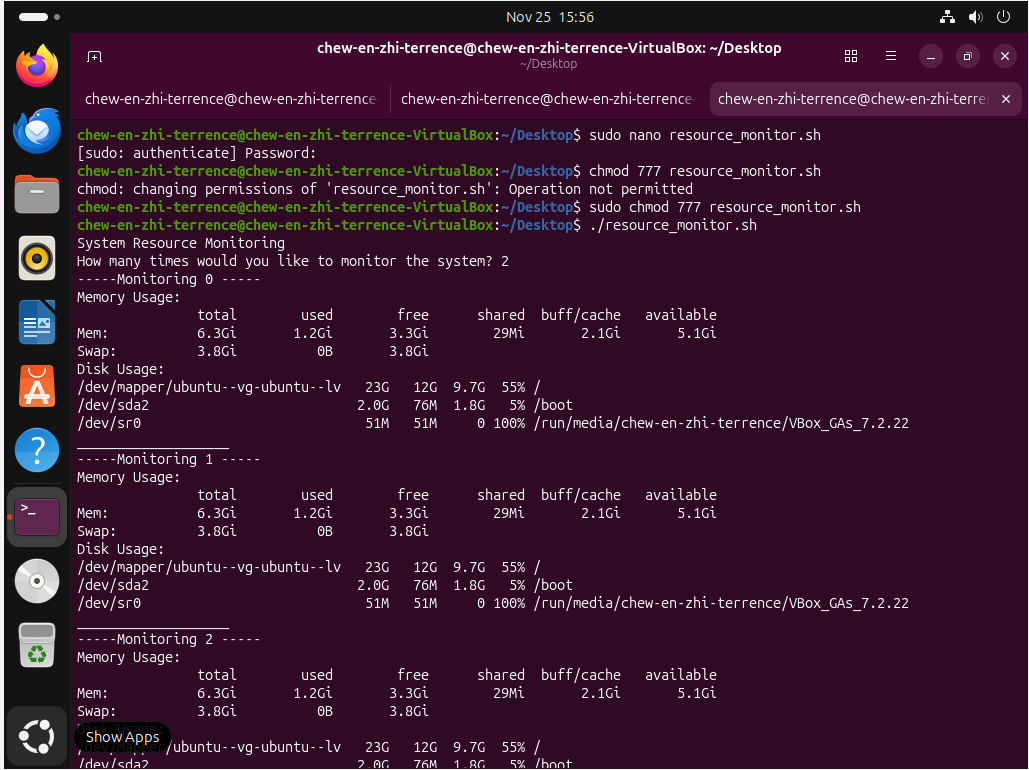 Nov 25 15:56
chew-en-zhi-terrence@chew-en-zhi-terrence-VirtualBox: ~/Desktop
~/Desktop
chew-en-zhi-terrence@chew-en-zhi-terrence- chew-en-zhi-terrence@chew-en-zhi-terrence- chew-en-zhi-terrence@chew-en-zhi-terre
chew-en-zhi-terrence@chew-en-zhi-terrence-VirtualBox:~/Desktop$ sudo nano resource_monitor.sh
[sudo: authenticate] Password:
chew-en-zhi-terrence@chew-en-zhi-terrence-VirtualBox:~/Desktop$ chmod 777 resource_monitor.sh
chmod: changing permissions of 'resource_monitor.sh': Operation not permitted
chew-en-zhi-terrence@chew-en-zhi-terrence-VirtualBox:~/Desktop$ sudo chmod 777 resource_monitor.sh
chew-en-zhi-terrence@chew-en-zhi-terrence-VirtualBox:~/Desktop$ ./resource_monitor.sh
System Resource Monitoring
How many times would you like to monitor the system? 2
-----Monitoring 0 -----
Memory Usage:
total used free shared buff/cache available
Mem: 6.3Gi 1.2Gi 3.3Gi 29Mi 2.1Gi 5.1Gi
Swap: 3.8Gi 0B 3.8Gi
Disk Usage:
/dev/mapper/ubuntu--vg-ubuntu--lv 23G 12G 9.7G 55% /
/dev/sda2 2.0G 76M 1.8G 5% /boot
/dev/sr0 51M 51M 0 100% /run/media/chew-en-zhi-terrence/VBox_GAs_7.2.22
___________________
-----Monitoring 1 -----
Memory Usage:
total used free shared buff/cache available
Mem: 6.3Gi 1.2Gi 3.3Gi 29Mi 2.1Gi 5.1Gi
Swap: 3.8Gi 0B 3.8Gi
Disk Usage:
/dev/mapper/ubuntu--vg-ubuntu--lv 23G 12G 9.7G 55% /
/dev/sda2 2.0G 76M 1.8G 5% /boot
/dev/sr0 51M 51M 0 100% /run/media/chew-en-zhi-terrence/VBox_GAs_7.2.22
___________________
-----Monitoring 2 -----
Memory Usage:
total used free shared buff/cache available
Mem: 6.3Gi 1.2Gi 3.3Gi 29Mi 2.1Gi 5.1Gi
Swap: 3.8Gi 0B 3.8Gi
Show Apps
/dev/mapper/ubuntu--vg-ubuntu--lv 23G 12G 9.7G 55% /
/dev/sda2 2.0G 76M 1.8G 5% /boot